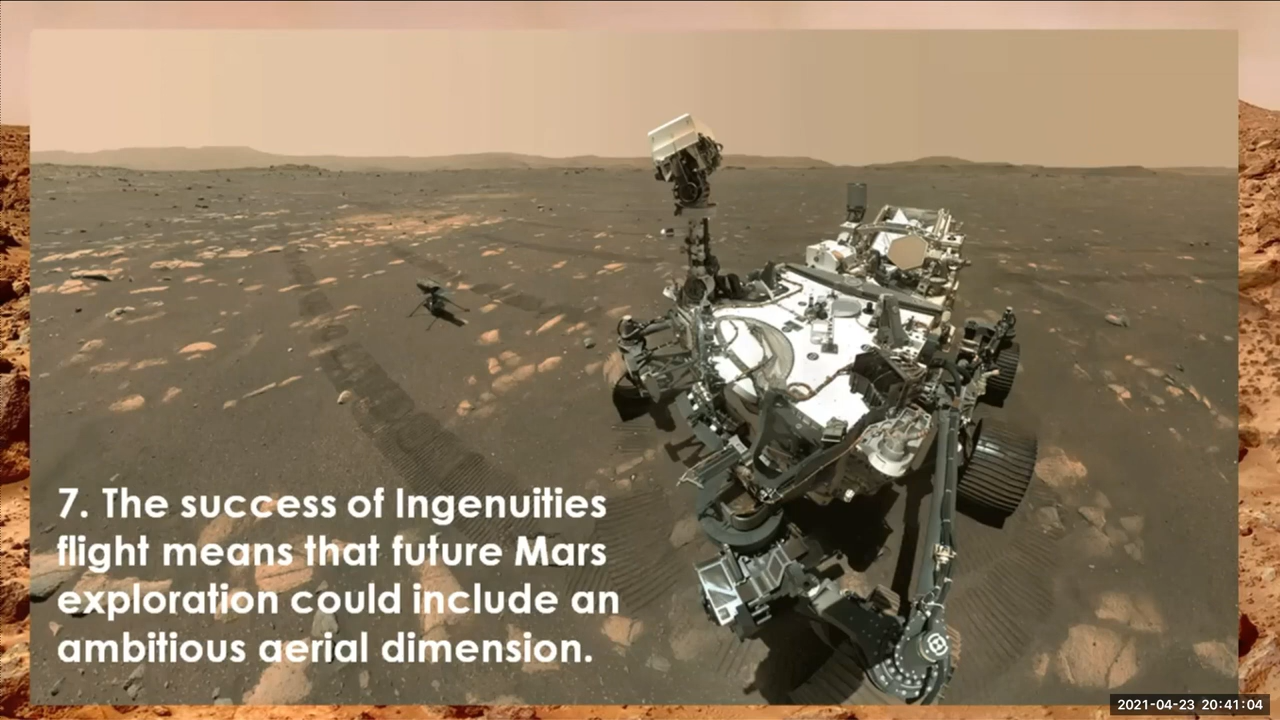 7. The success of Ingenuities
flight means that future Mars
exploration could include an
ambitious aerial dimension.
2021-04-23 20:41:04